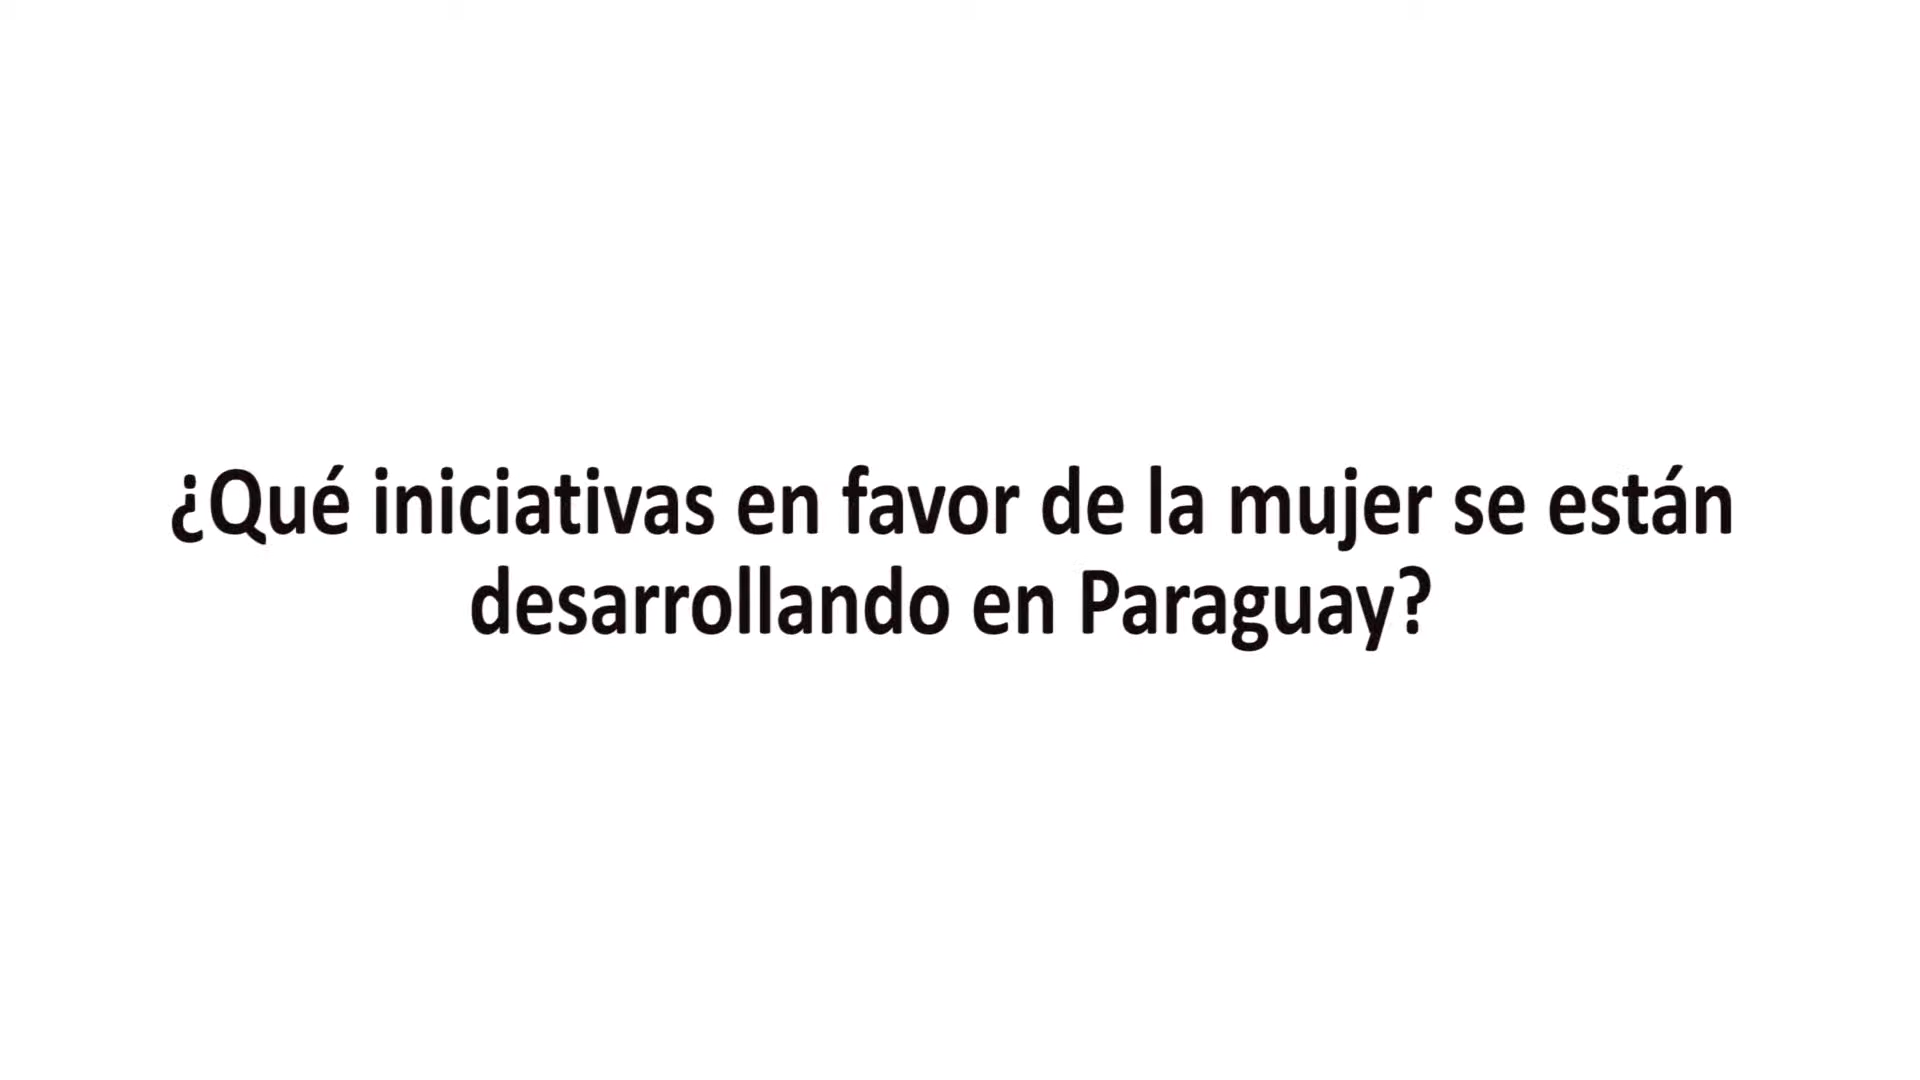 ¿Qué iniciativas en favor de la mujer se están
desarrollando en Paraguay?